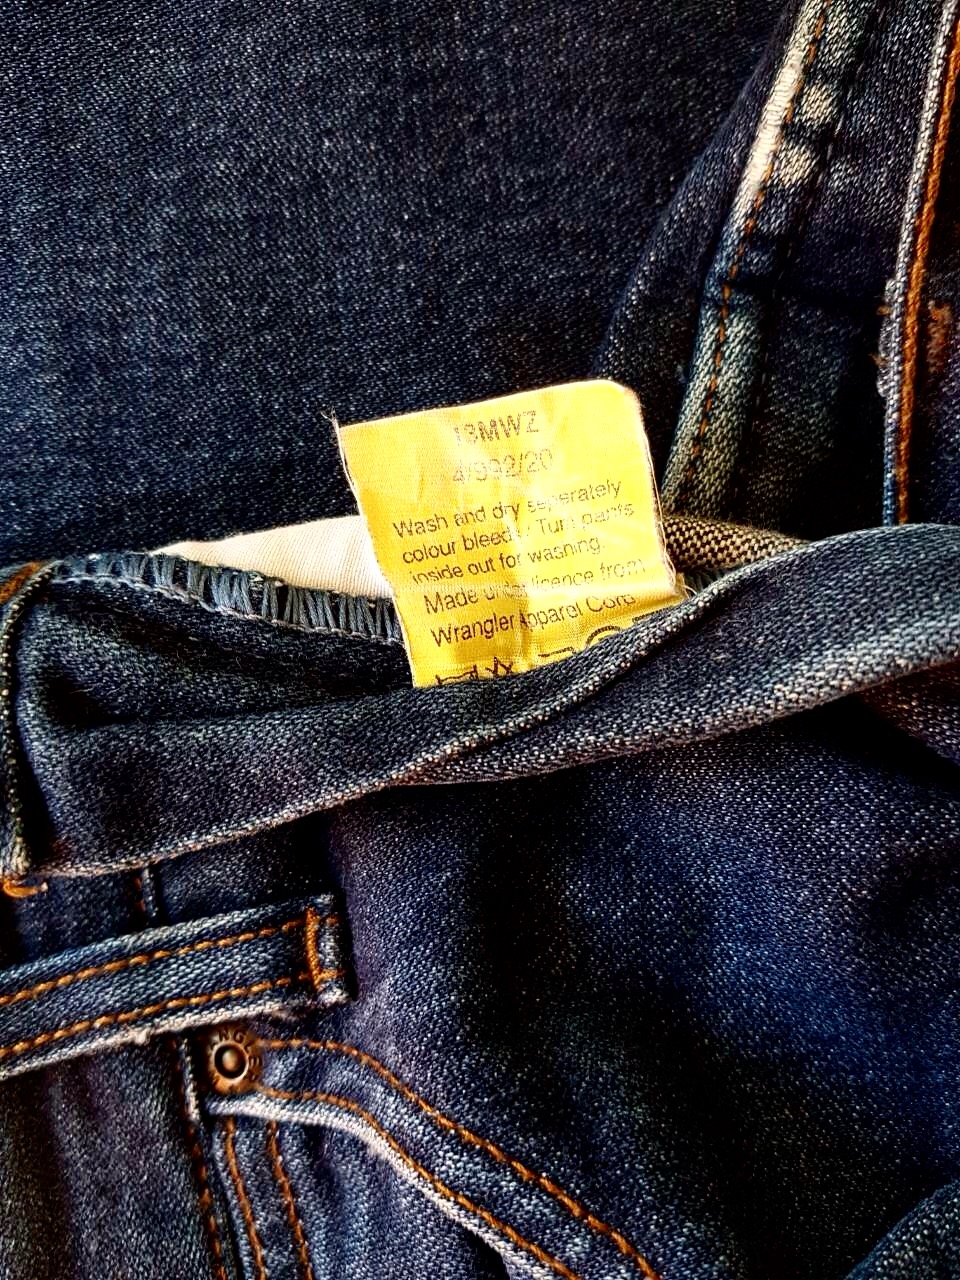 13MWZ
4/992/20
Wash and dry seperately
colour bleeds. Turn pants
inside out for washing.
Made under licence from
Wrangler Apparel Corp